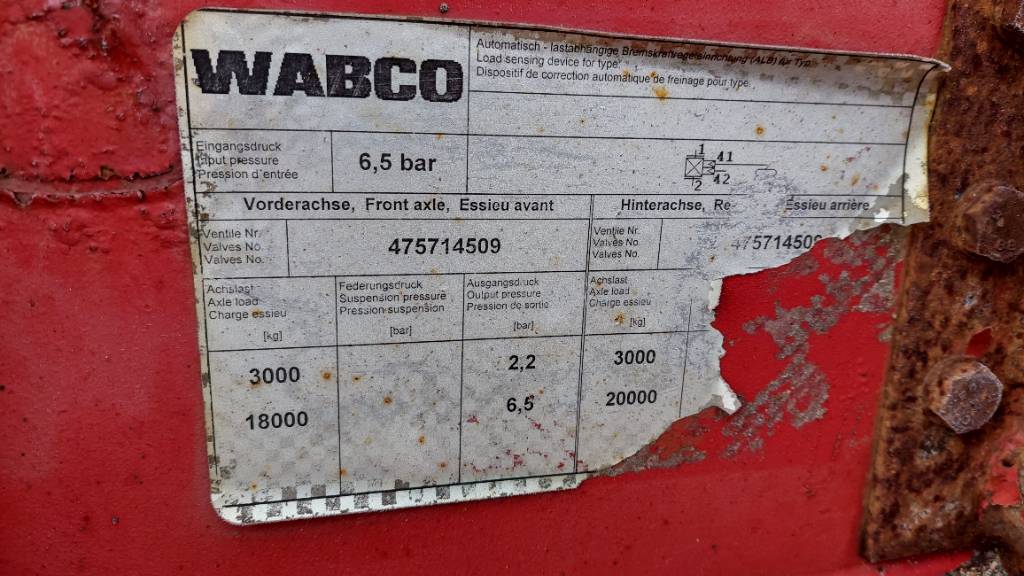 WABCO
Automatisch - lastabhängige Bremskraftregeleinrichtung (ALB) für Typ
Load sensing device for type:
Dispositif de correction automatique de freinage pour type:
Eingangsdruck
Input pressure
Pression d'entrée
6,5 bar
1
41
42
2
Vorderachse, Front axle, Essieu avant
Hinterachse, Re Essieu arrière
Ventile Nr.
Valves No.
Valves No.
475714509
Ventile Nr.
Valves No.
Valves No.
475714509
Achslast
Axle load
Charge essieu
[kg]
Federungsdruck
Suspension pressure
Pression suspension
[bar]
Ausgangsdruck
Output pressure
Pression de sortie
[bar]
Achslast
Axle load
Charge essieu
[kg]
3000 2,2 3000
18000 6,5 20000